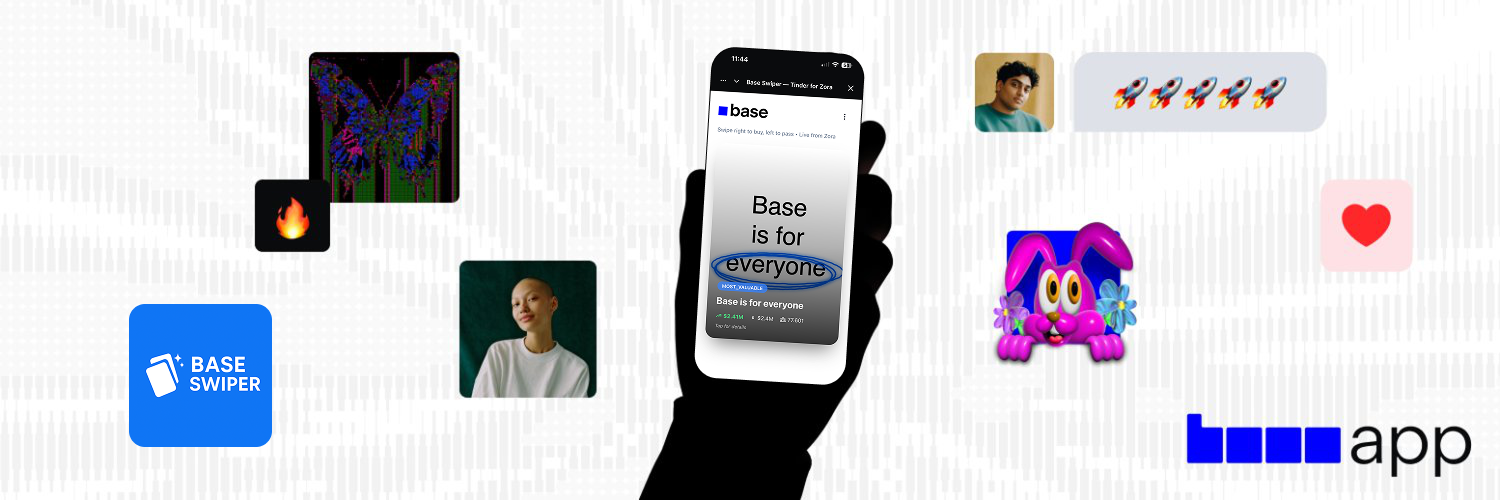 11:44
Base Swiper — Tinder for Zora
base
Swipe right to buy, left to pass • Live from Zora
Base
is for
everyone
MOST_VALUABLE
Base is for everyone
$2.41M $2.4M 77,601
Tap for details
BASE
SWIPER
app